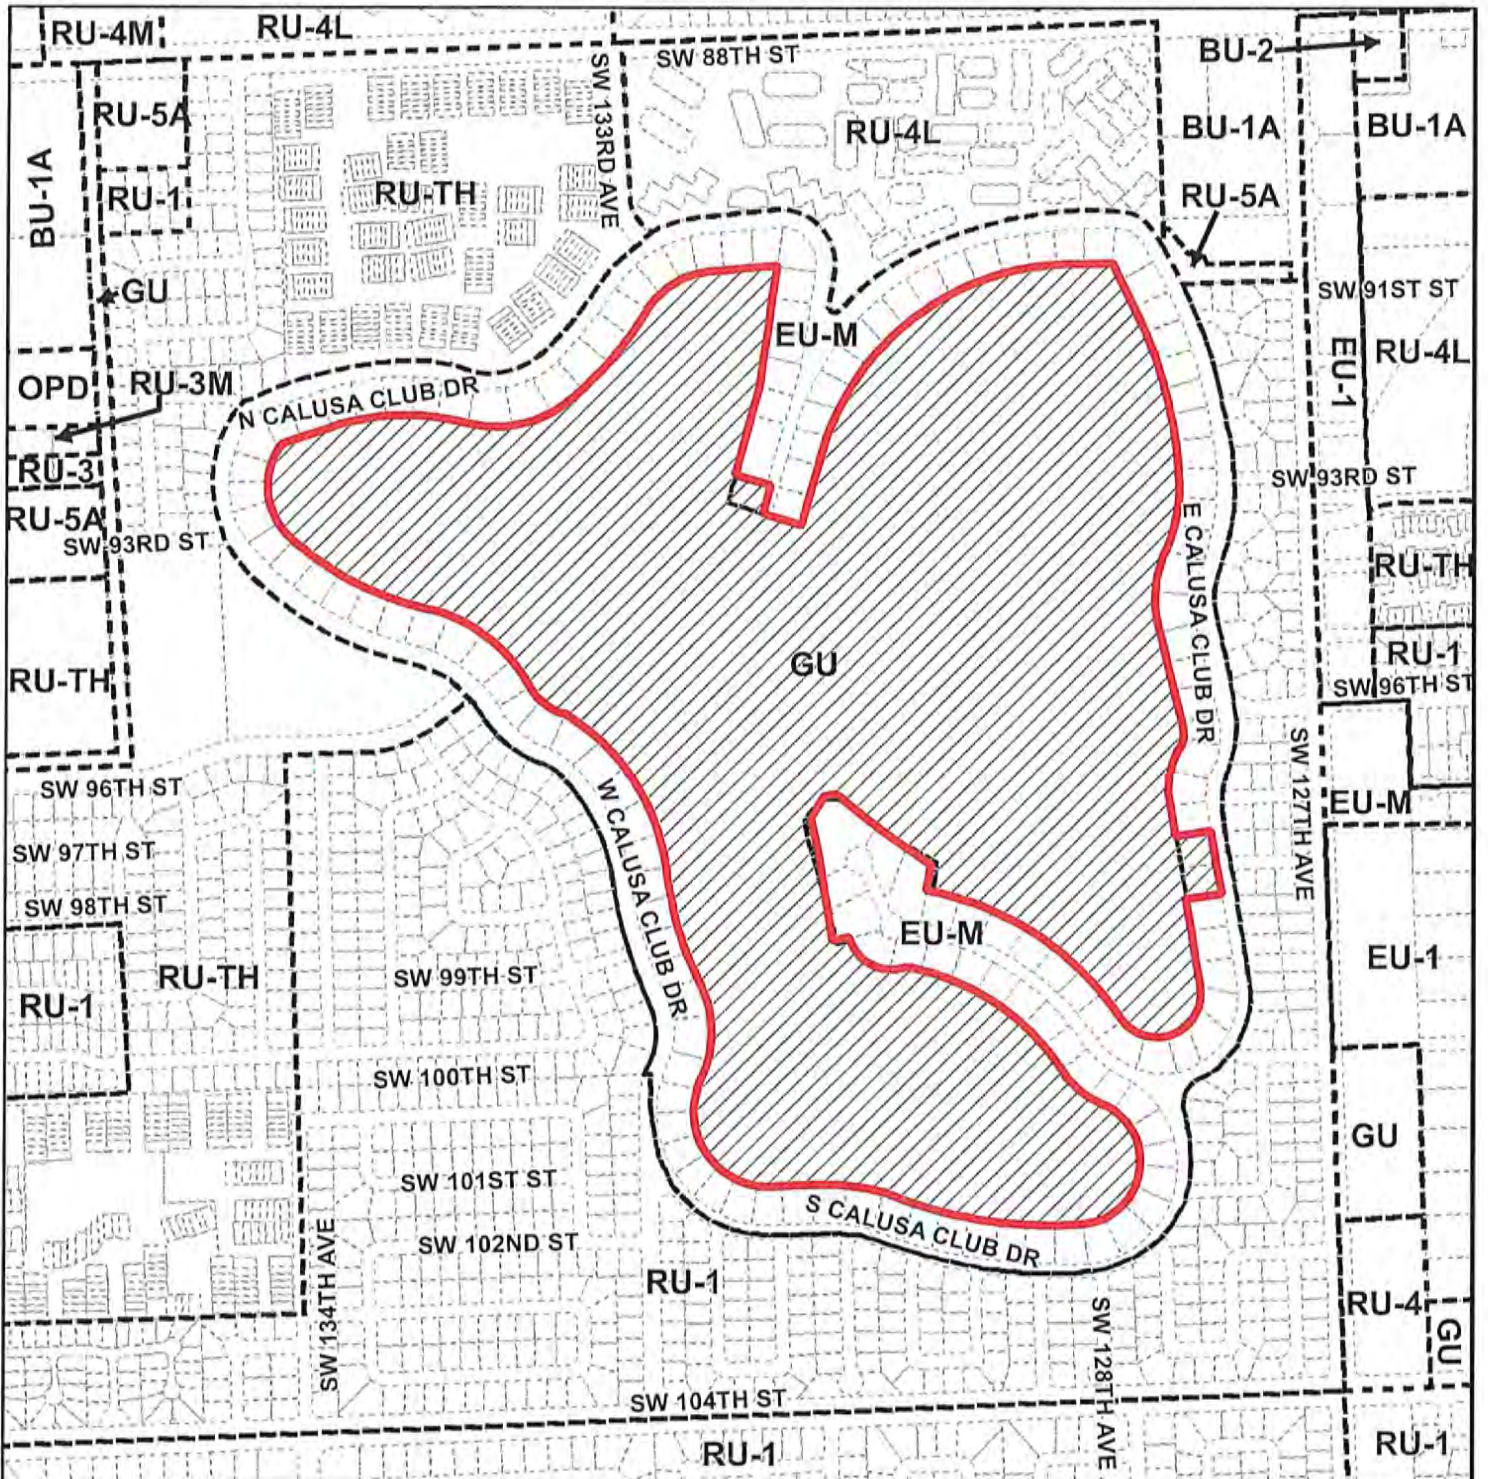 RU-4M
RU-4L
SW 88TH ST
BU-2
RU-5A
BU-1A
RU-1
RU-TH
SW 133RD AVE
RU-4L
BU-1A
BU-1A
RU-5A
GU
SW 91ST ST
EU-M
EU-1
RU-4L
OPD
RU-3M
N CALUSA CLUB DR
RU-3
SW 93RD ST
RU-5A
SW 93RD ST
E CALUSA CLUB DR
RU-TH
GU
RU-1
RU-TH
SW 96TH ST
SW 96TH ST
W CALUSA CLUB DR
SW 127TH AVE
EU-M
SW 97TH ST
SW 98TH ST
EU-M
EU-1
RU-TH
SW 99TH ST
RU-1
SW 100TH ST
GU
SW 101ST ST
S CALUSA CLUB DR
SW 102ND ST
SW 134TH AVE
RU-1
RU-4
GU
SW 128TH AVE
SW 104TH ST
RU-1
RU-1